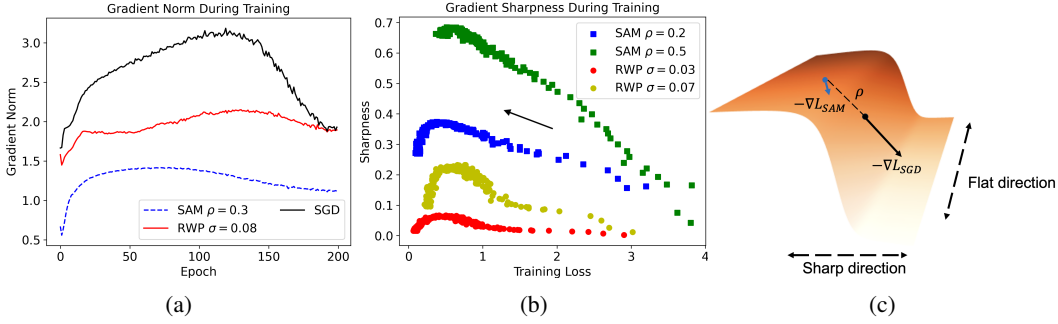 Gradient Norm During Training
3.0
2.5
2.0
1.5
1.0
0.5
Gradient Norm
SAM ρ = 0.3
RWP σ = 0.08
SGD
0 50 100 150 200
Epoch
(a)
Gradient Sharpness During Training
0.7
0.6
0.5
0.4
0.3
0.2
0.1
0.0
Sharpness
SAM ρ = 0.2
SAM ρ = 0.5
RWP σ = 0.03
RWP σ = 0.07
0 1 2 3 4
Training Loss
(b)
ρ
−∇L_SAM
−∇L_SGD
Flat direction
Sharp direction
(c)